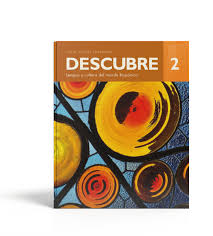 DESCUBRE 2
Lengua y cultura del mundo hispánico